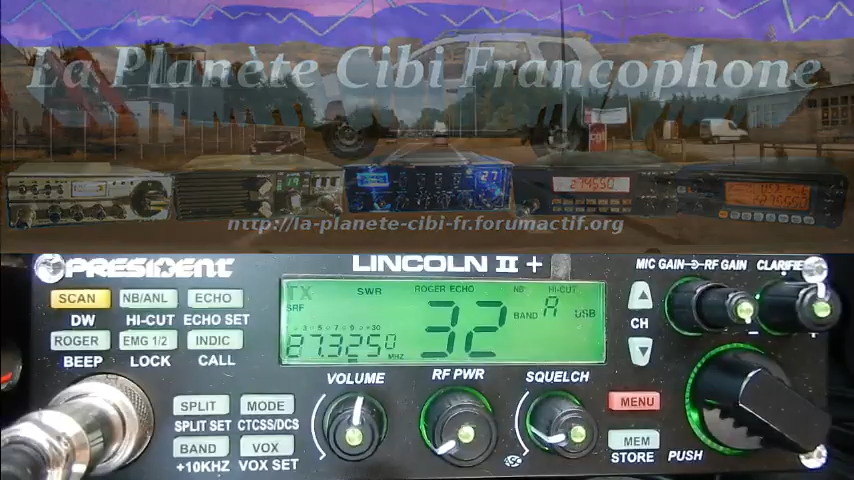 La Planète Cibi Francophone
http://la-planete-cibi-fr.forumactif.org
PRESIDENT
LINCOLN II +
MIC GAIN RF GAIN CLARIFIER
SCAN NB/ANL ECHO
DW HI-CUT ECHO SET
ROGER EMG 1/2 INDIC
BEEP LOCK CALL
TX SWR ROGER ECHO NB HI-CUT
SRF
32 BAND A USB
87.3250 MHZ
CH
VOLUME RF PWR SQUELCH
SPLIT MODE
SPLIT SET CTCSS/DCS
BAND VOX
+10KHZ VOX SET
ASC
MENU
MEM
STORE PUSH